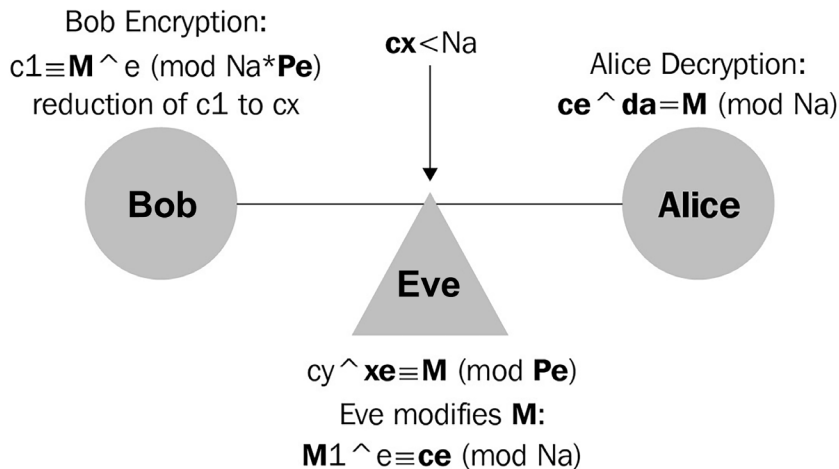 Bob Encryption:
c1≡M^e (mod Na*Pe)
reduction of c1 to cx
cx<Na
Alice Decryption:
ce^da=M (mod Na)
Bob
Eve
Alice
cy^xe≡M (mod Pe)
Eve modifies M:
M1^e≡ce (mod Na)